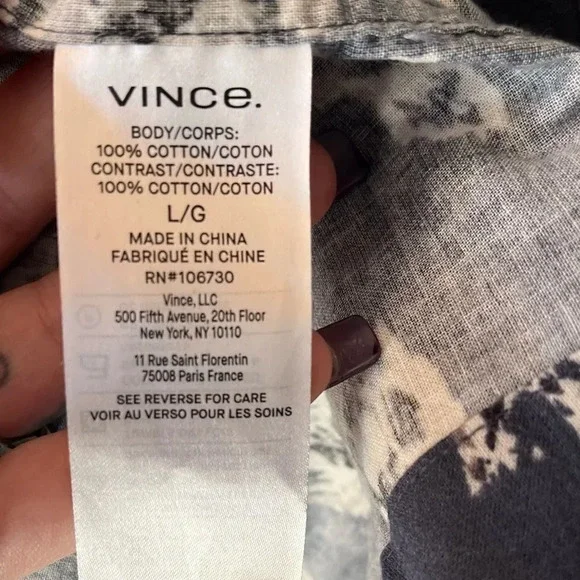 VINCe.
BODY/CORPS:
100% COTTON/COTON
CONTRAST/CONTRASTE:
100% COTTON/COTON
L/G
MADE IN CHINA
FABRIQUÉ EN CHINE
RN#106730
Vince, LLC
500 Fifth Avenue, 20th Floor
New York, NY 10110
11 Rue Saint Florentin
75008 Paris France
SEE REVERSE FOR CARE
VOIR AU VERSO POUR LES SOINS